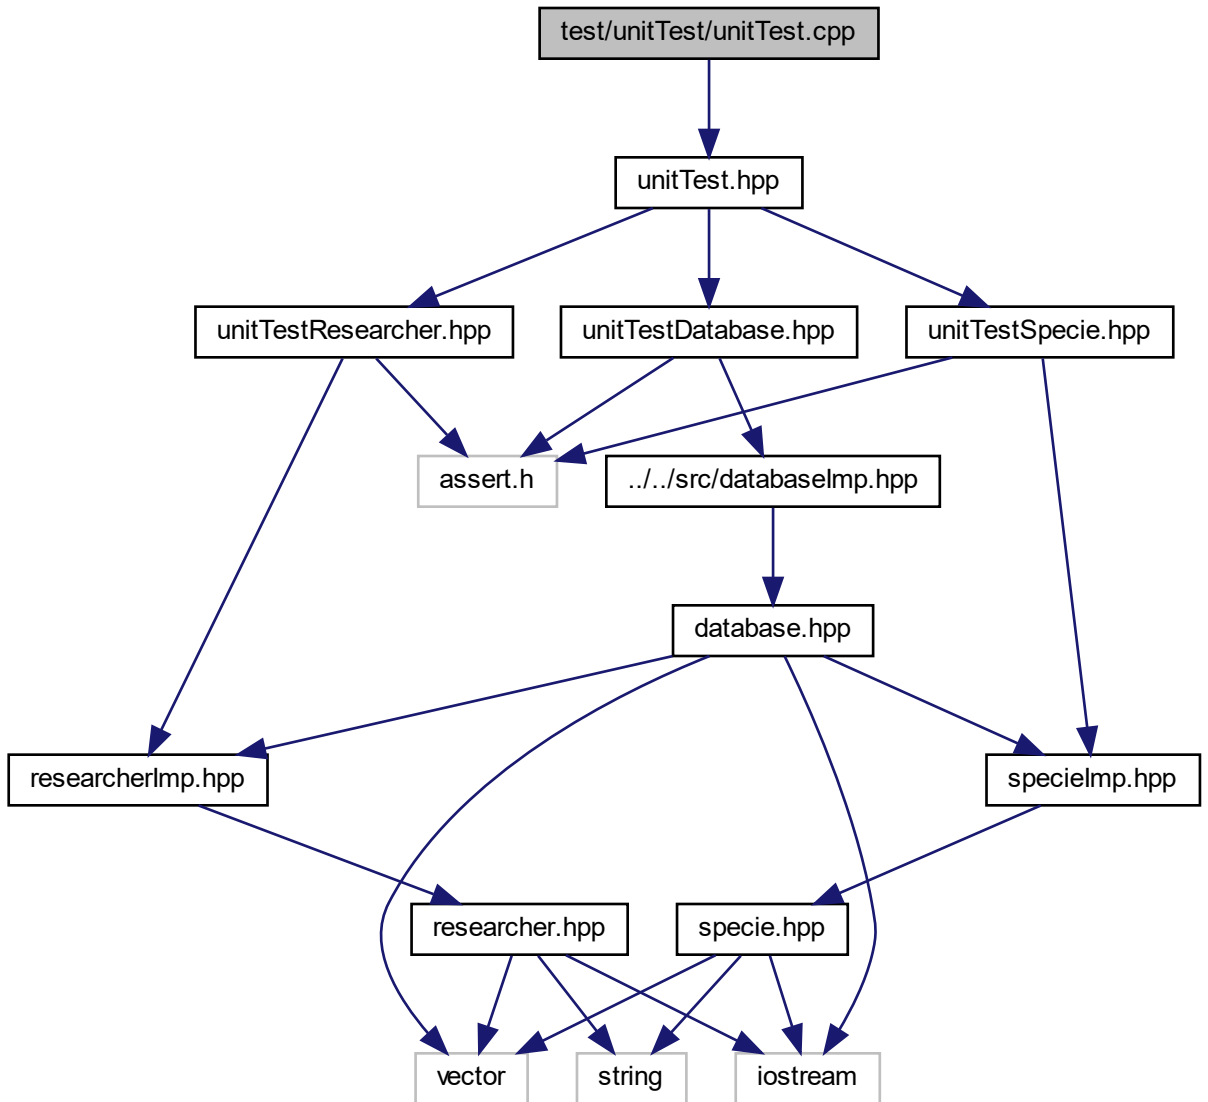 test/unitTest/unitTest.cpp
unitTest.hpp
unitTestResearcher.hpp
unitTestDatabase.hpp
unitTestSpecie.hpp
assert.h
../../src/databaseImp.hpp
database.hpp
researcherImp.hpp
specieImp.hpp
researcher.hpp
specie.hpp
vector
string
iostream